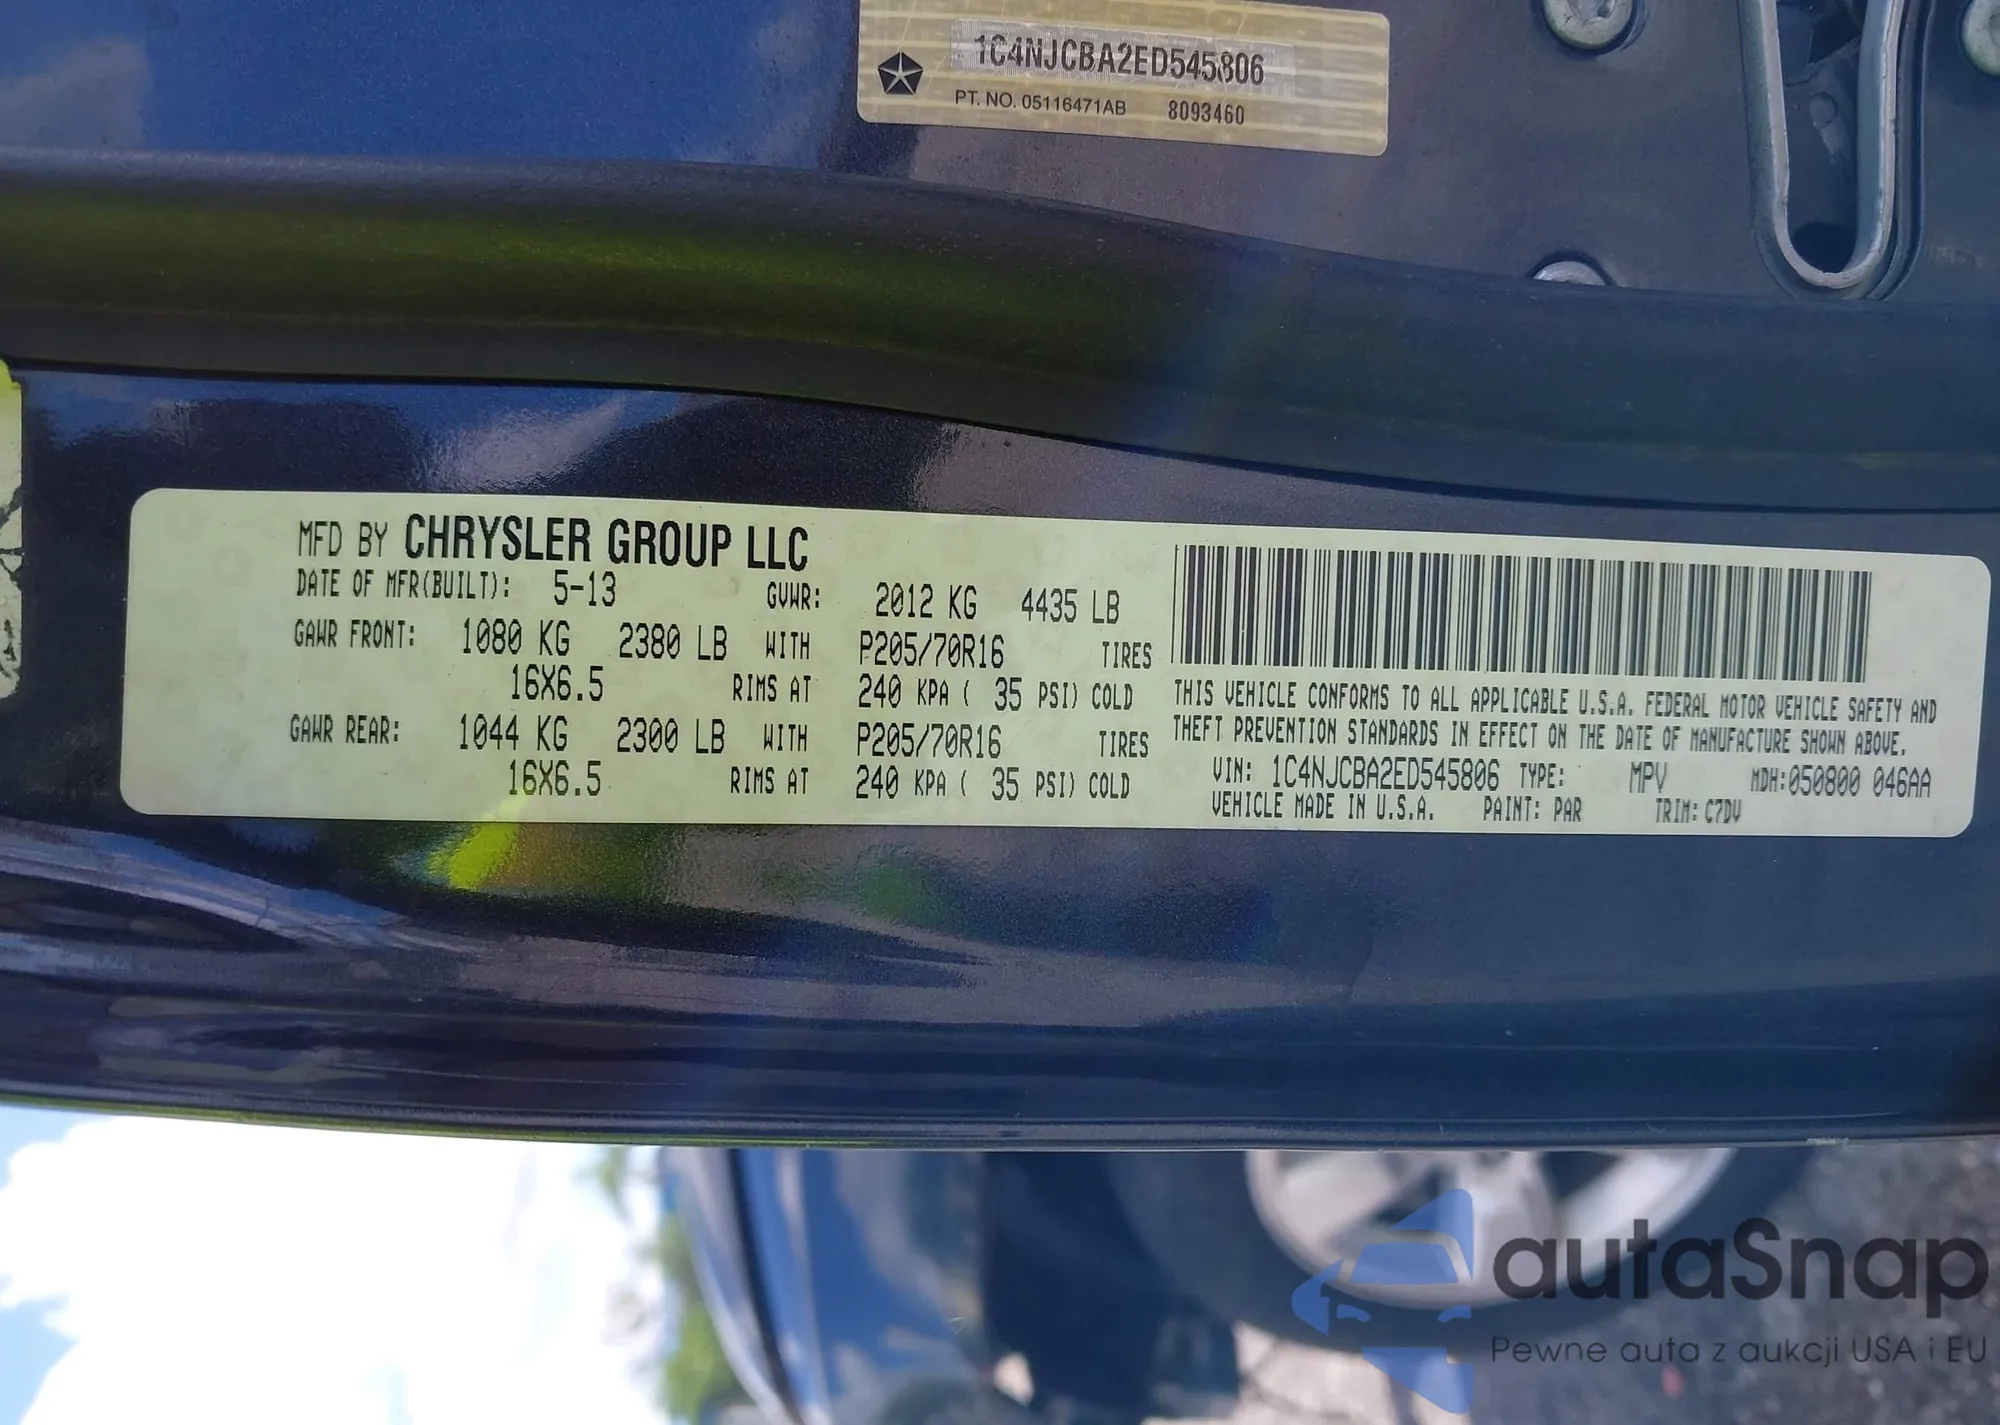 1C4NJCBA2ED545806
PT. NO. 05116471AB 8093460
MFD BY CHRYSLER GROUP LLC
DATE OF MFR(BUILT): 5-13 GVWR: 2012 KG 4435 LB
GAWR FRONT: 1080 KG 2380 LB WITH P205/70R16 TIRES
16X6.5 RIMS AT 240 KPA ( 35 PSI) COLD
GAWR REAR: 1044 KG 2300 LB WITH P205/70R16 TIRES
16X6.5 RIMS AT 240 KPA ( 35 PSI) COLD
THIS VEHICLE CONFORMS TO ALL APPLICABLE U.S.A. FEDERAL MOTOR VEHICLE SAFETY AND
THEFT PREVENTION STANDARDS IN EFFECT ON THE DATE OF MANUFACTURE SHOWN ABOVE.
VIN: 1C4NJCBA2ED545806 TYPE: MPV MDH:050800 046AA
VEHICLE MADE IN U.S.A. PAINT: PAR TRIM: C7DV
autaSnap
Pewne auta z aukcji USA i EU